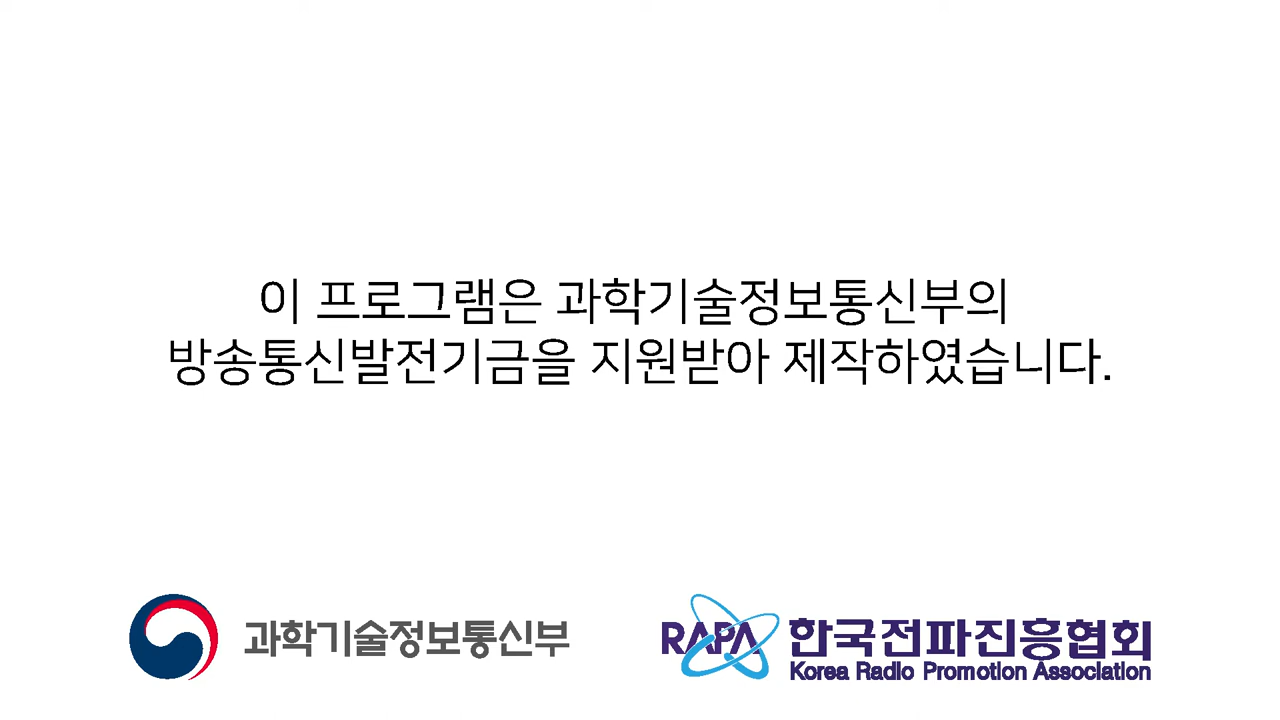 이 프로그램은 과학기술정보통신부의
방송통신발전기금을 지원받아 제작하였습니다.
과학기술정보통신부
RAPA 한국전파진흥협회
Korea Radio Promotion Association